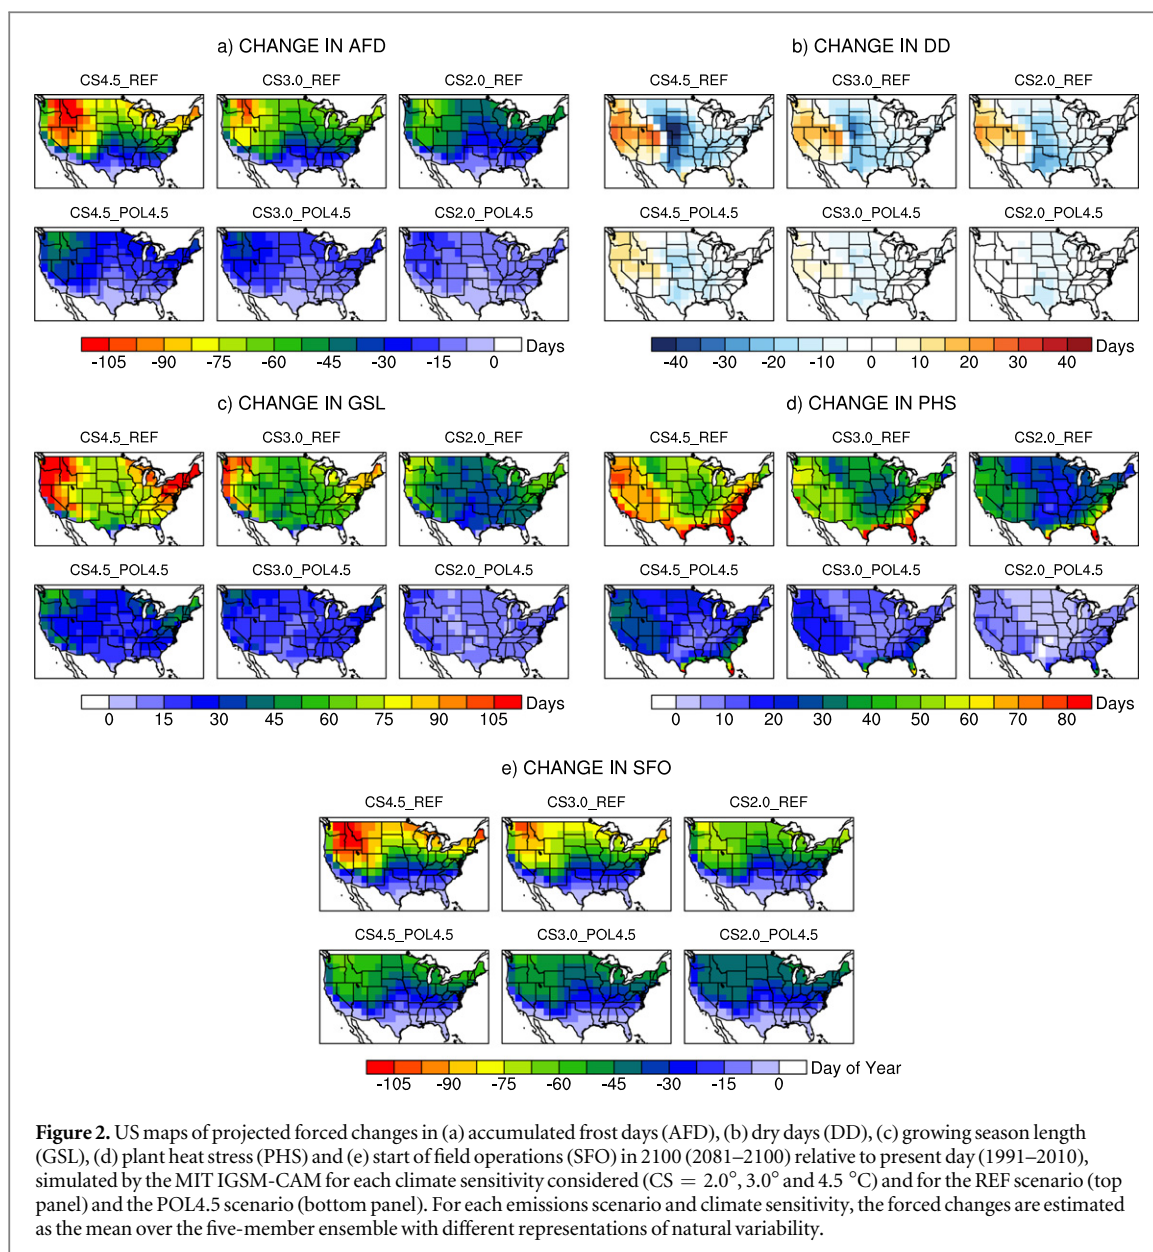 a) CHANGE IN AFD
CS4.5_REF CS3.0_REF CS2.0_REF
CS4.5_POL4.5 CS3.0_POL4.5 CS2.0_POL4.5
-105 -90 -75 -60 -45 -30 -15 0 Days
b) CHANGE IN DD
CS4.5_REF CS3.0_REF CS2.0_REF
CS4.5_POL4.5 CS3.0_POL4.5 CS2.0_POL4.5
-40 -30 -20 -10 0 10 20 30 40 Days
c) CHANGE IN GSL
CS4.5_REF CS3.0_REF CS2.0_REF
CS4.5_POL4.5 CS3.0_POL4.5 CS2.0_POL4.5
0 15 30 45 60 75 90 105 Days
d) CHANGE IN PHS
CS4.5_REF CS3.0_REF CS2.0_REF
CS4.5_POL4.5 CS3.0_POL4.5 CS2.0_POL4.5
0 10 20 30 40 50 60 70 80 Days
e) CHANGE IN SFO
CS4.5_REF CS3.0_REF CS2.0_REF
CS4.5_POL4.5 CS3.0_POL4.5 CS2.0_POL4.5
-105 -90 -75 -60 -45 -30 -15 0 Day of Year
Figure 2. US maps of projected forced changes in (a) accumulated frost days (AFD), (b) dry days (DD), (c) growing season length
(GSL), (d) plant heat stress (PHS) and (e) start of field operations (SFO) in 2100 (2081–2100) relative to present day (1991–2010),
simulated by the MIT IGSM-CAM for each climate sensitivity considered (CS = 2.0°, 3.0° and 4.5 °C) and for the REF scenario (top
panel) and the POL4.5 scenario (bottom panel). For each emissions scenario and climate sensitivity, the forced changes are estimated
as the mean over the five-member ensemble with different representations of natural variability.